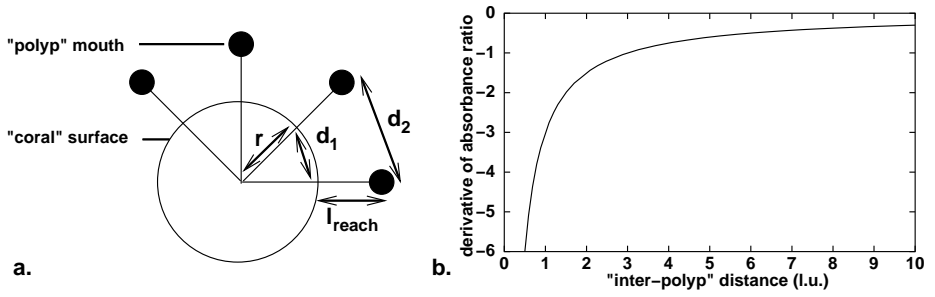 "polyp" mouth
"coral" surface
r
d1
d2
lreach
a.
derivative of absorbance ratio
0
−1
−2
−3
−4
−5
−6
0 1 2 3 4 5 6 7 8 9 10
"inter−polyp" distance (l.u.)
b.